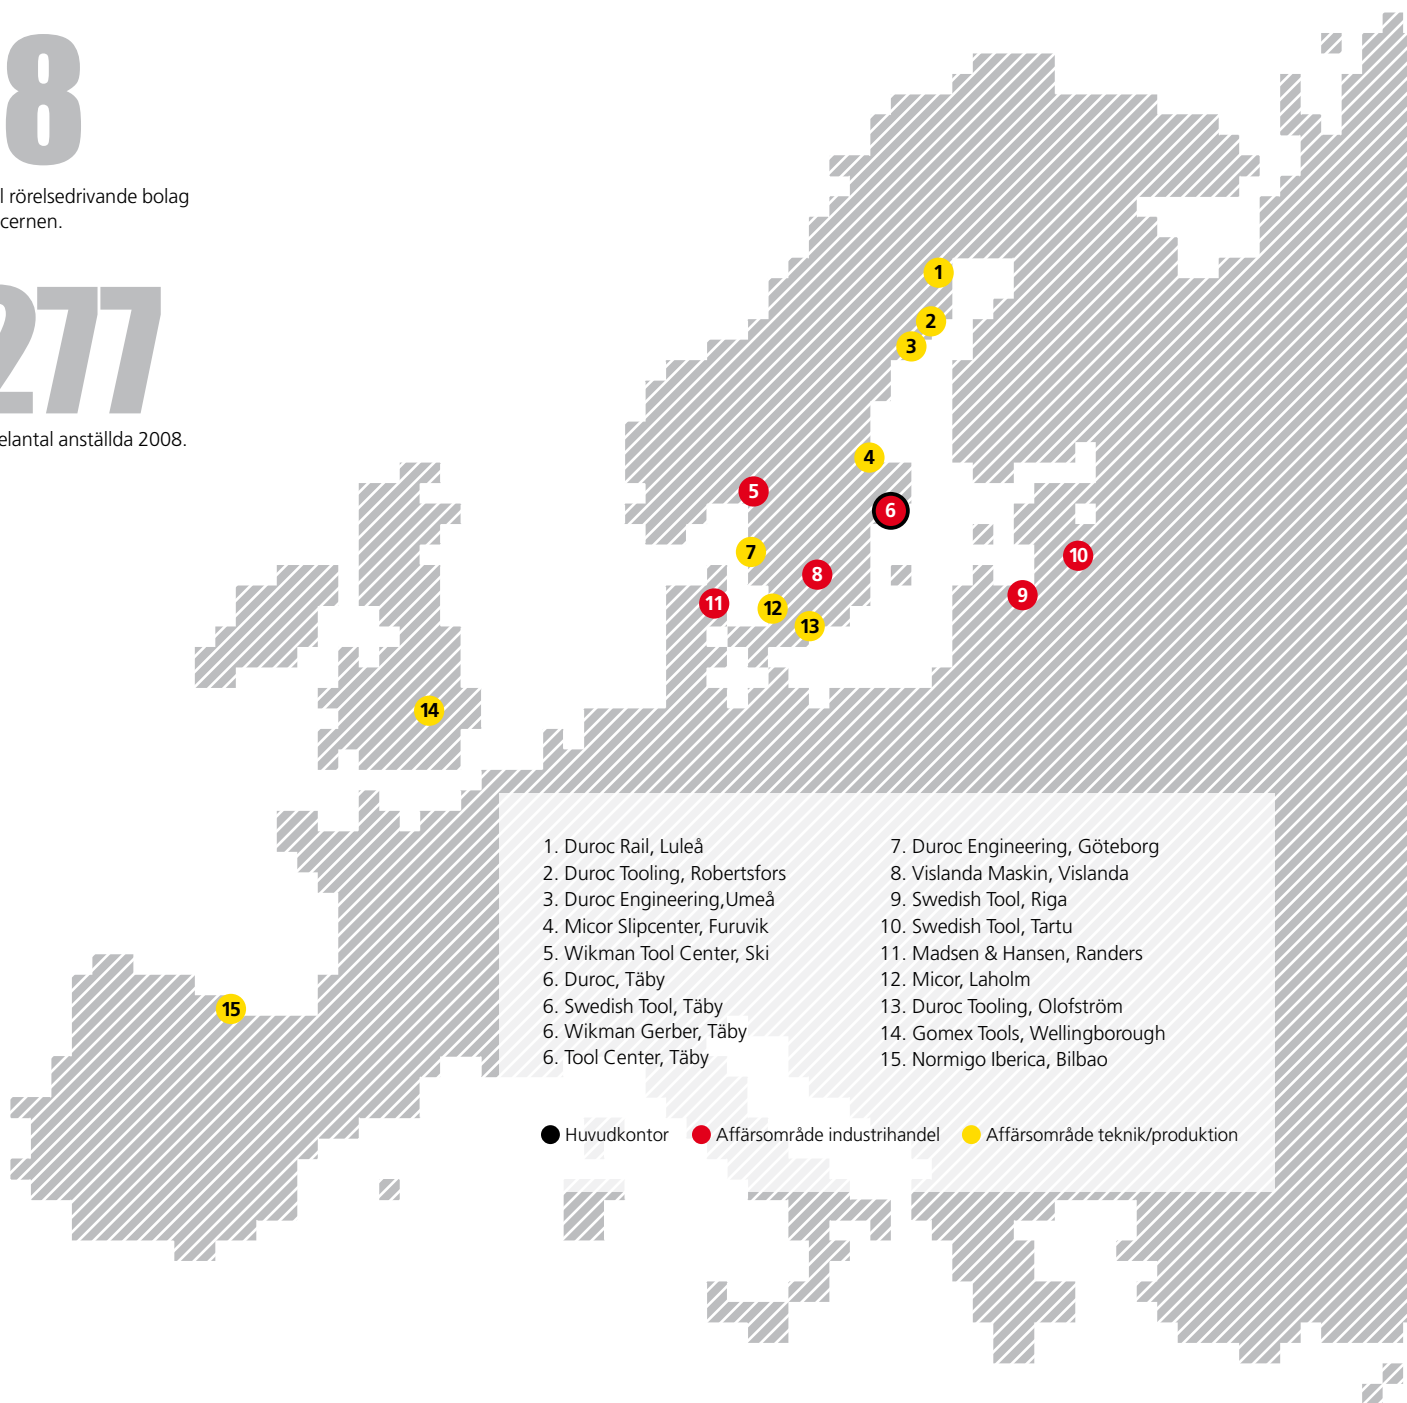 8
rörelsedrivande bolag
cernen.
277
elantal anställda 2008.
1
2
3
4
5
6
7
8
9
10
11
12
13
14
15
1. Duroc Rail, Luleå
2. Duroc Tooling, Robertsfors
3. Duroc Engineering,Umeå
4. Micor Slipcenter, Furuvik
5. Wikman Tool Center, Ski
6. Duroc, Täby
6. Swedish Tool, Täby
6. Wikman Gerber, Täby
6. Tool Center, Täby
7. Duroc Engineering, Göteborg
8. Vislanda Maskin, Vislanda
9. Swedish Tool, Riga
10. Swedish Tool, Tartu
11. Madsen & Hansen, Randers
12. Micor, Laholm
13. Duroc Tooling, Olofström
14. Gomex Tools, Wellingborough
15. Normigo Iberica, Bilbao
Huvudkontor Affärsområde industrihandel Affärsområde teknik/produktion